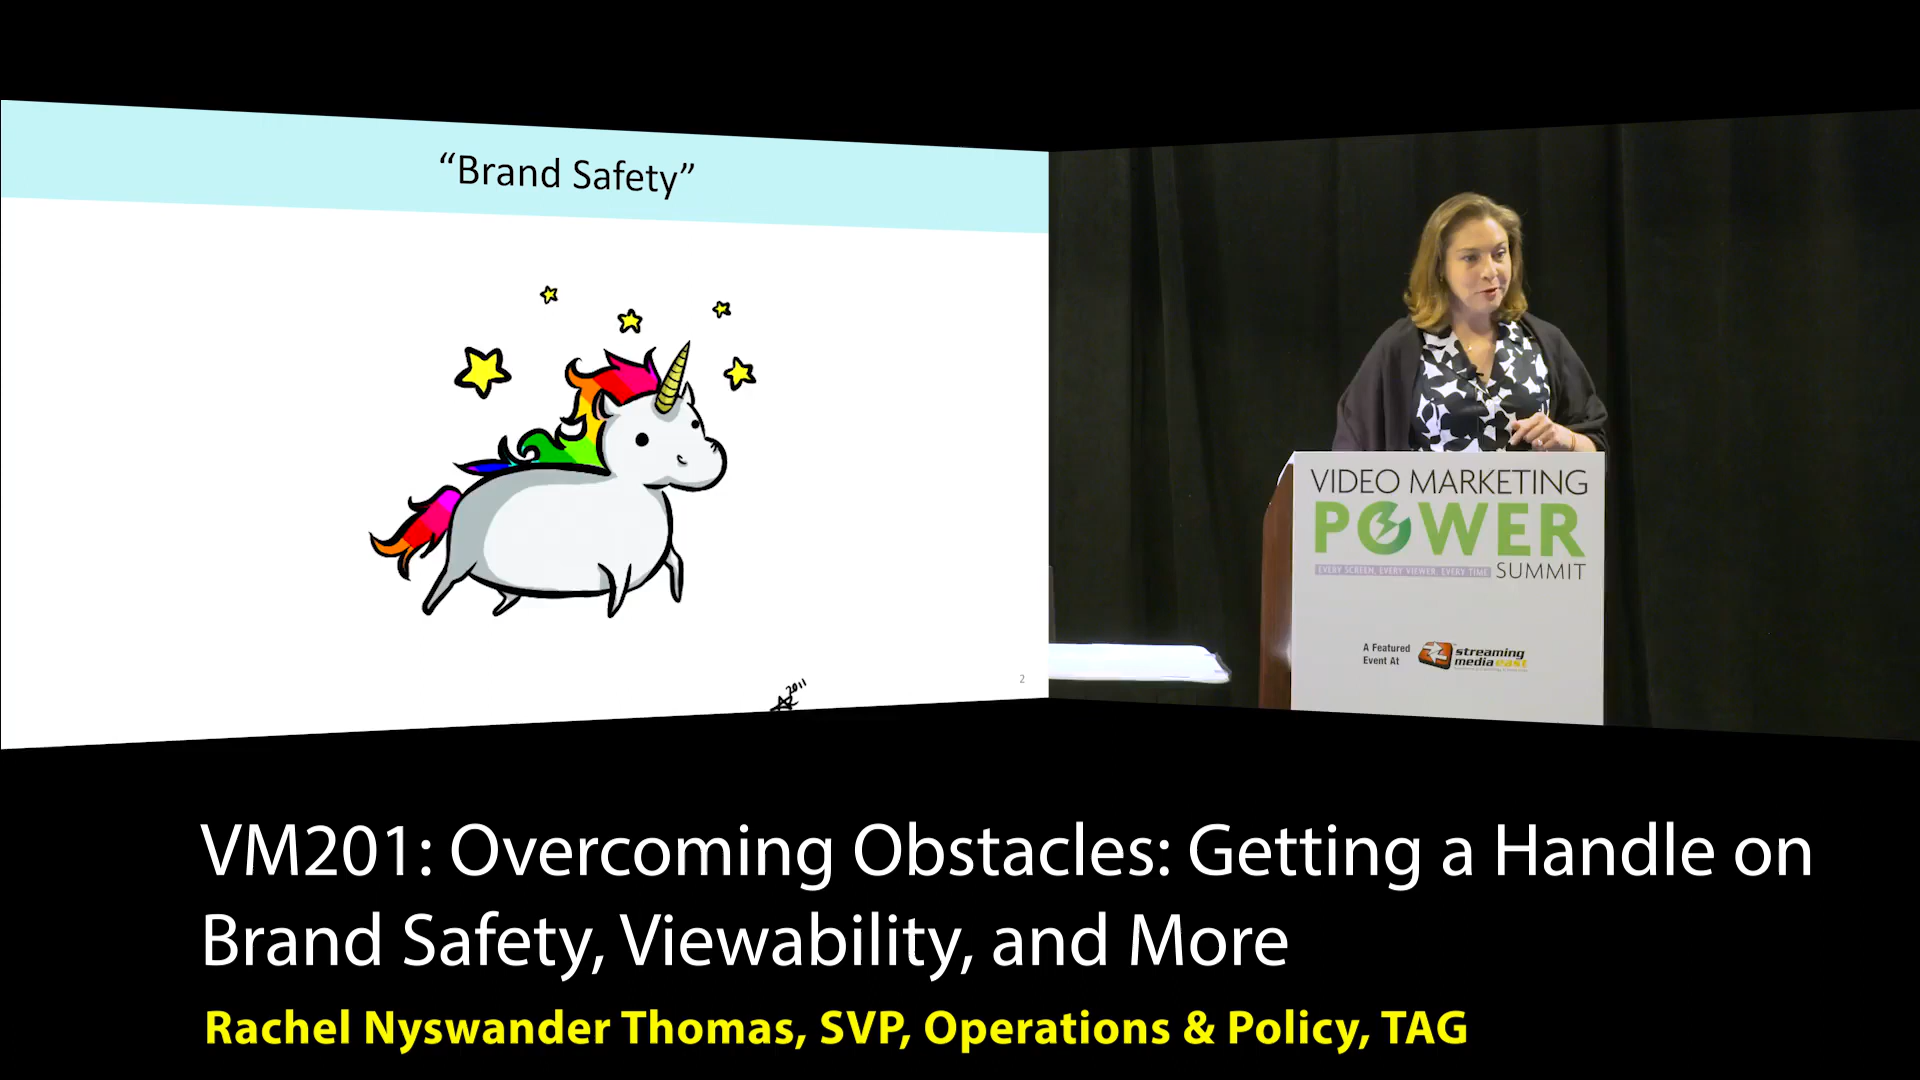 “Brand Safety”
2011
2
VIDEO MARKETING
POWER
EVERY SCREEN, EVERY VIEWER, EVERY TIME SUMMIT
A Featured
Event At
streaming
media east
VM201: Overcoming Obstacles: Getting a Handle on
Brand Safety, Viewability, and More
Rachel Nyswander Thomas, SVP, Operations & Policy, TAG